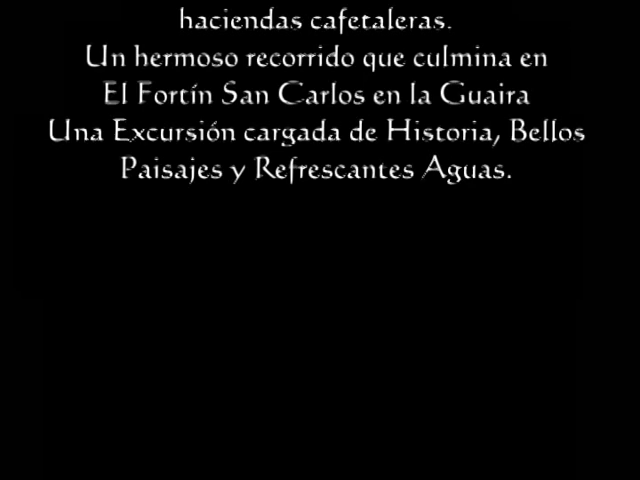 haciendas cafetaleras.
Un hermoso recorrido que culmina en
El Fortín San Carlos en la Guaira
Una Excursión cargada de Historia, Bellos
Paisajes y Refrescantes Aguas.